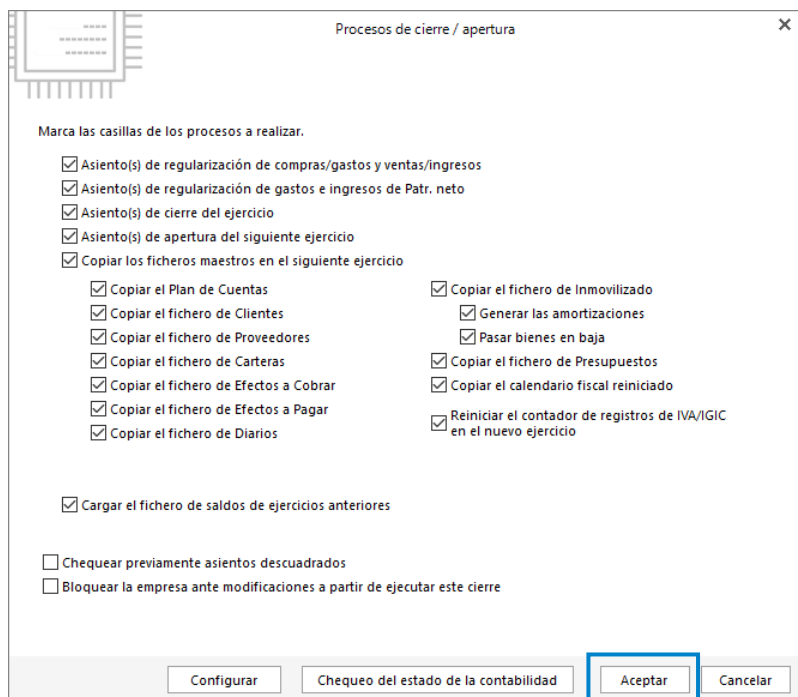 Procesos de cierre / apertura
Marca las casillas de los procesos a realizar.
Asiento(s) de regularización de compras/gastos y ventas/ingresos
Asiento(s) de regularización de gastos e ingresos de Patr. neto
Asiento(s) de cierre del ejercicio
Asiento(s) de apertura del siguiente ejercicio
Copiar los ficheros maestros en el siguiente ejercicio
Copiar el Plan de Cuentas
Copiar el fichero de Clientes
Copiar el fichero de Proveedores
Copiar el fichero de Carteras
Copiar el fichero de Efectos a Cobrar
Copiar el fichero de Efectos a Pagar
Copiar el fichero de Diarios
Copiar el fichero de Inmovilizado
Generar las amortizaciones
Pasar bienes en baja
Copiar el fichero de Presupuestos
Copiar el calendario fiscal reiniciado
Reiniciar el contador de registros de IVA/IGIC
en el nuevo ejercicio
Cargar el fichero de saldos de ejercicios anteriores
Chequear previamente asientos descuadrados
Bloquear la empresa ante modificaciones a partir de ejecutar este cierre
Configurar
Chequeo del estado de la contabilidad
Aceptar
Cancelar